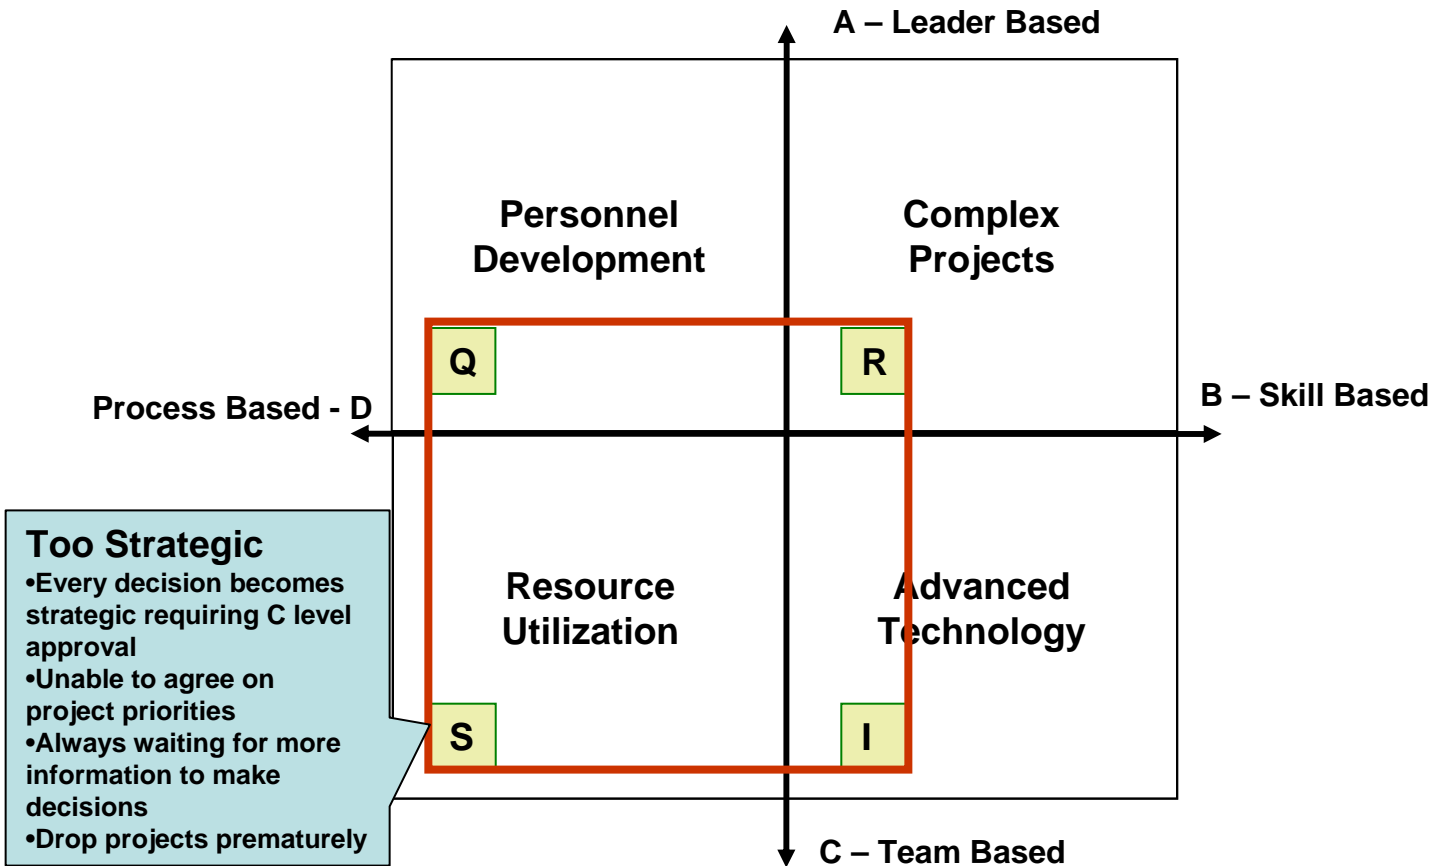 A – Leader Based
Personnel
Development
Complex
Projects
Q
R
Process Based - D
B – Skill Based
Too Strategic
•Every decision becomes
strategic requiring C level
approval
•Unable to agree on
project priorities
•Always waiting for more
information to make
decisions
•Drop projects prematurely
Resource
Utilization
Advanced
Technology
S
I
C – Team Based